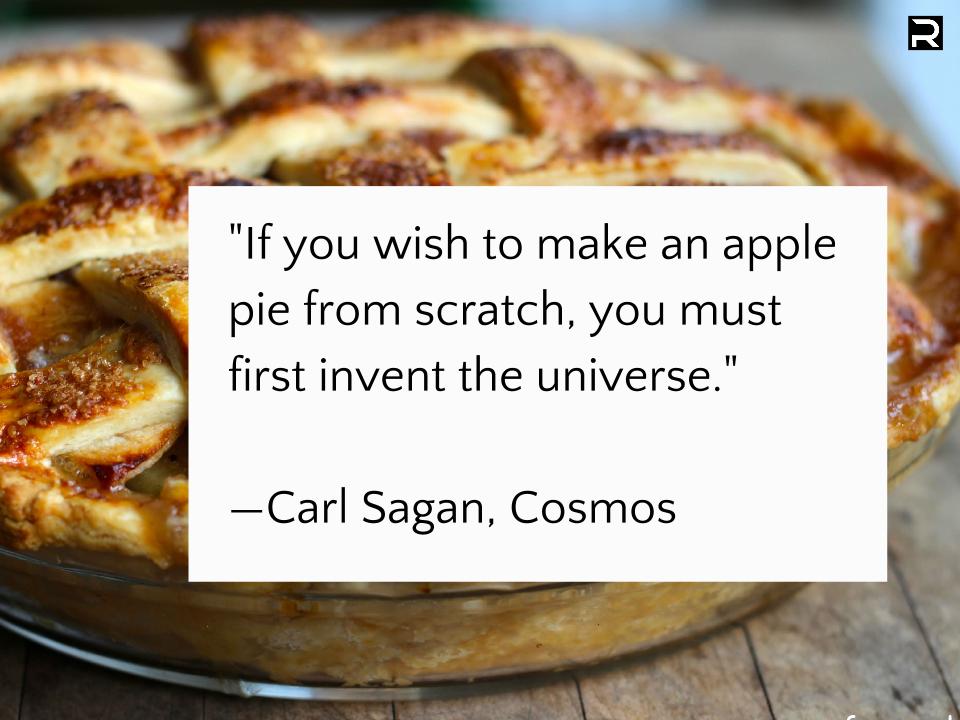 "If you wish to make an apple
pie from scratch, you must
first invent the universe."
—Carl Sagan, Cosmos